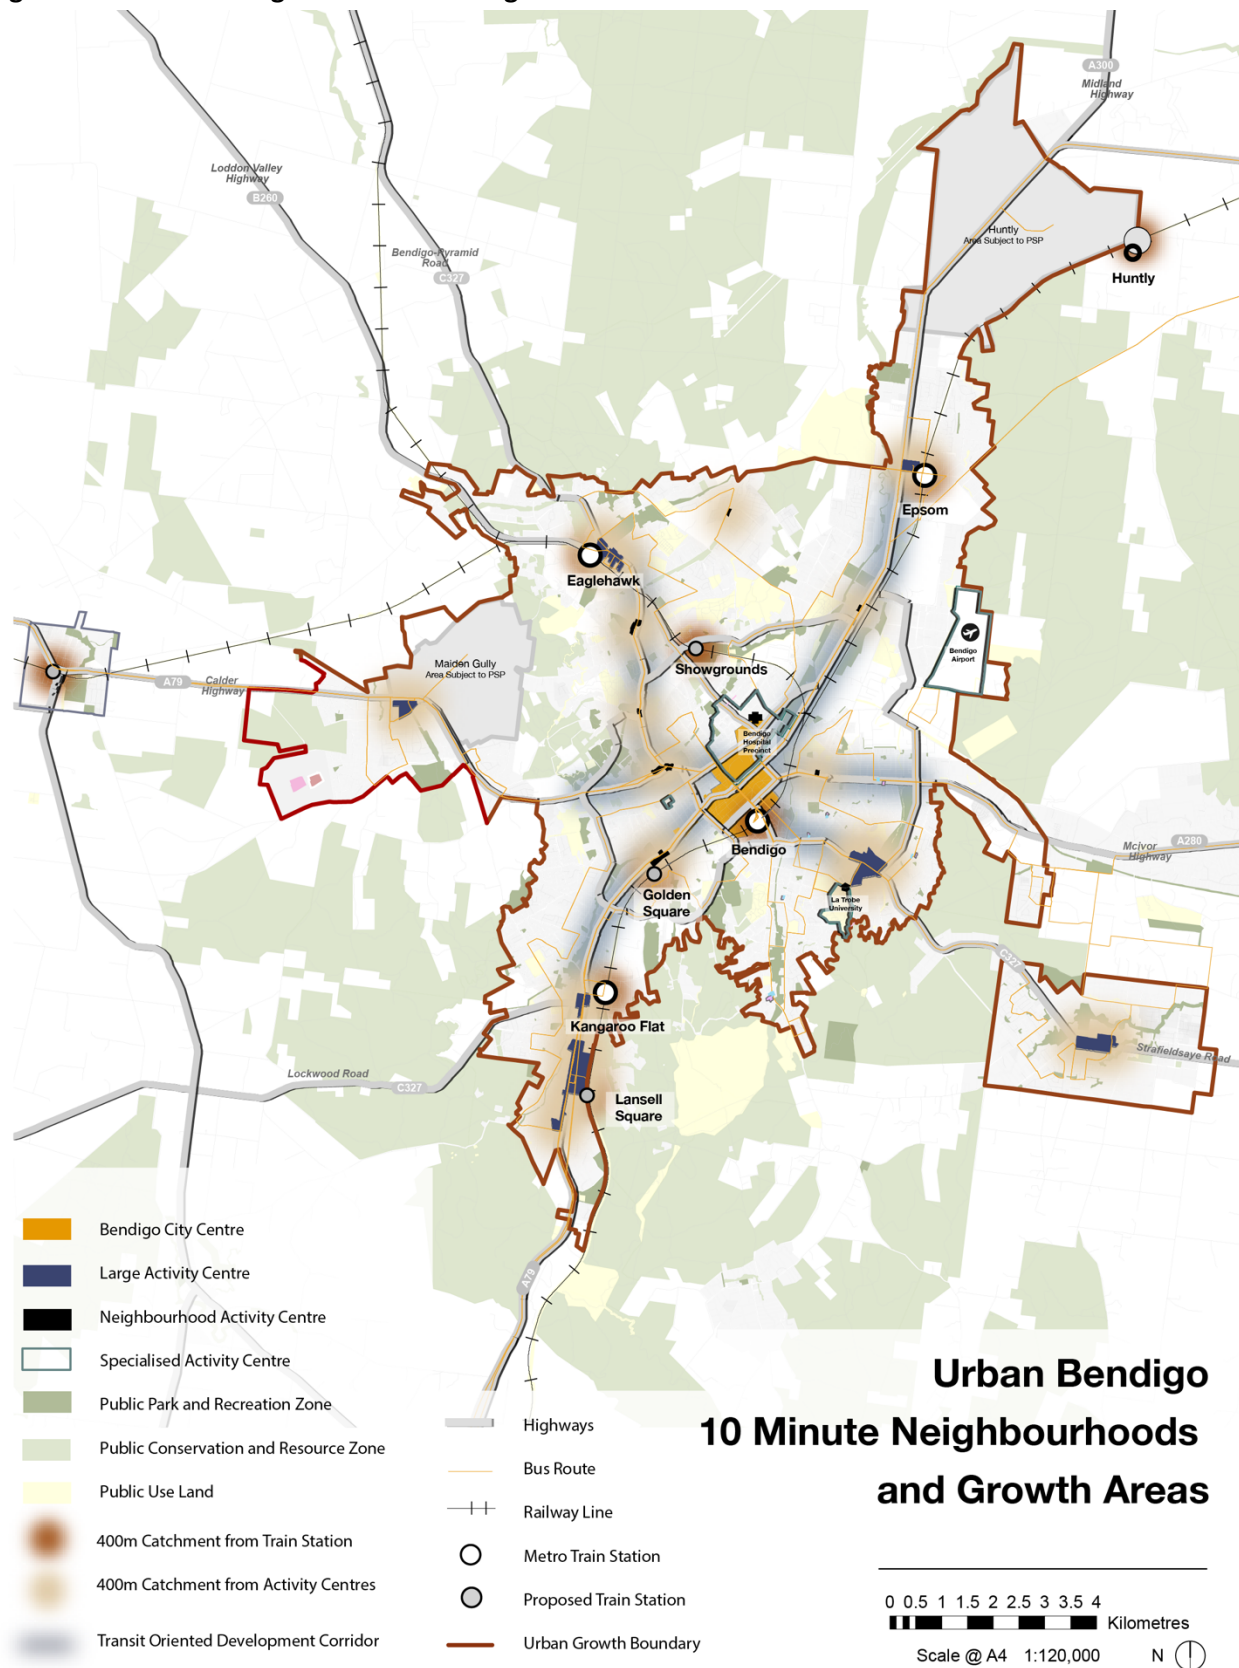 A300
Midland
Highway
Loddon Valley
Highway
B260
Bendigo-Pyramid
Road
C327
Huntly
Area Subject to PSP
Huntly
Epsom
Eaglehawk
Bendigo
Airport
Showgrounds
Maiden Gully
Area Subject to PSP
A79
Calder
Highway
Bendigo
Hospital
Precinct
Bendigo
McIvor
Highway
A280
Golden
Square
La Trobe
University
C327
Kangaroo Flat
Strafieldsaye Road
Lockwood Road
C327
Lansell
Square
A79
Bendigo City Centre
Large Activity Centre
Neighbourhood Activity Centre
Specialised Activity Centre
Public Park and Recreation Zone
Public Conservation and Resource Zone
Public Use Land
400m Catchment from Train Station
400m Catchment from Activity Centres
Transit Oriented Development Corridor
Highways
Bus Route
Railway Line
Metro Train Station
Proposed Train Station
Urban Growth Boundary
Urban Bendigo
10 Minute Neighbourhoods
and Growth Areas
0 0.5 1 1.5 2 2.5 3 3.5 4
Kilometres
Scale @ A4 1:120,000 N